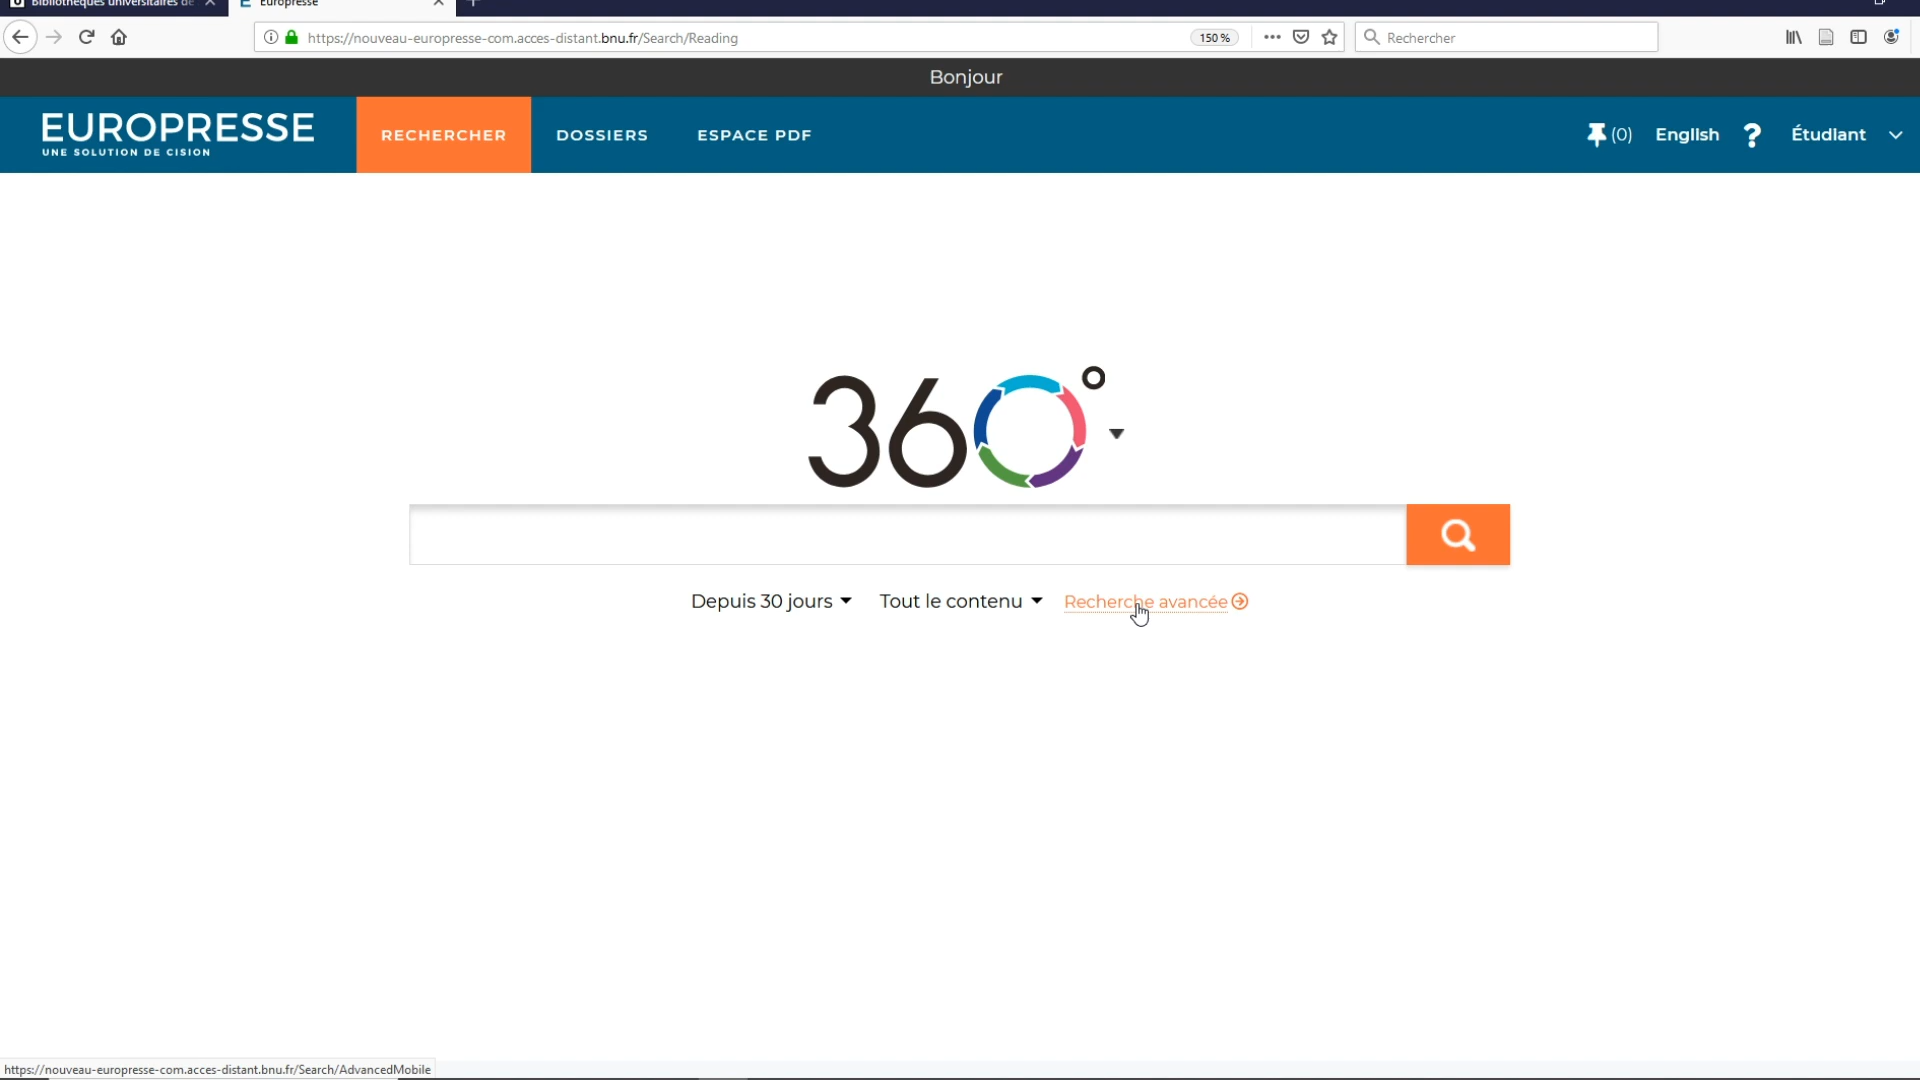 Bibliothèques universitaires de
Europresse
https://nouveau-europresse-com.acces-distant.bnu.fr/Search/Reading
150 %
Rechercher
Bonjour
EUROPRESSE
UNE SOLUTION DE CISION
RECHERCHER
DOSSIERS
ESPACE PDF
(0)
English
?
Étudiant
360°
Depuis 30 jours
Tout le contenu
Recherche avancée
https://nouveau-europresse-com.acces-distant.bnu.fr/Search/AdvancedMobile